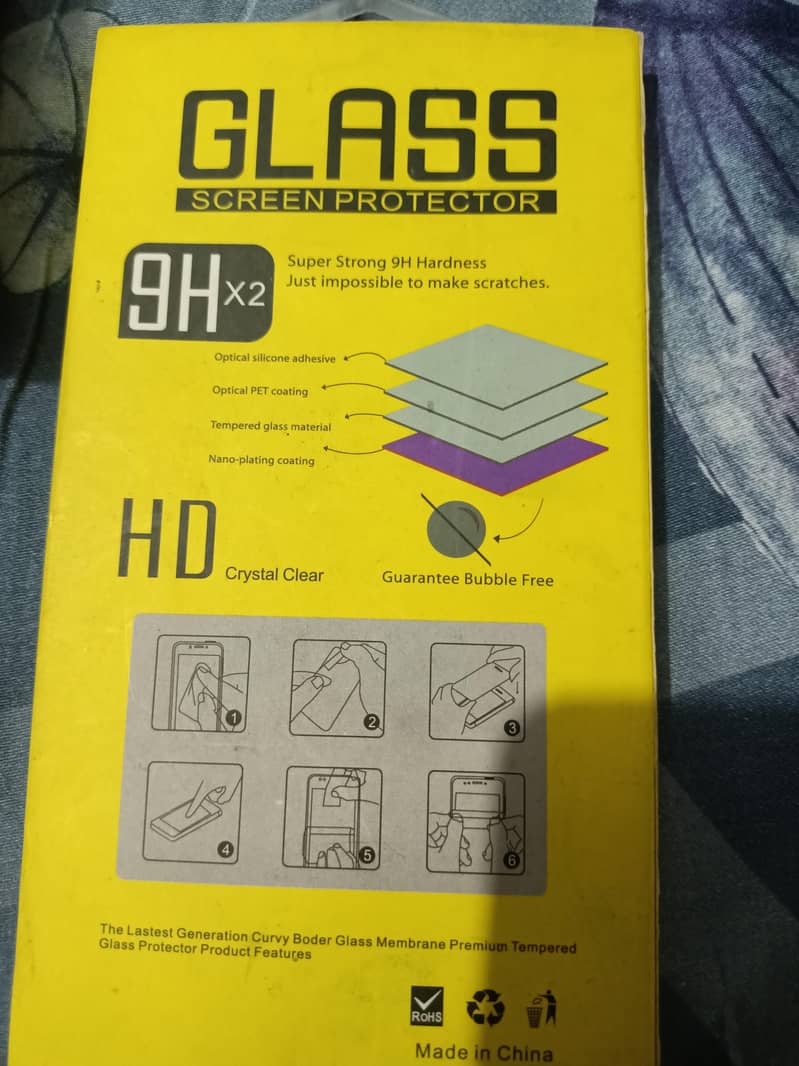 GLASS
SCREEN PROTECTOR
9H X2
Super Strong 9H Hardness
Just impossible to make scratches.
Optical silicone adhesive
Optical PET coating
Tempered glass material
Nano-plating coating
HD Crystal Clear
Guarantee Bubble Free
1
2
3
4
5
6
The Lastest Generation Curvy Boder Glass Membrane Premium Tempered
Glass Protector Product Features
RoHS
Made in China